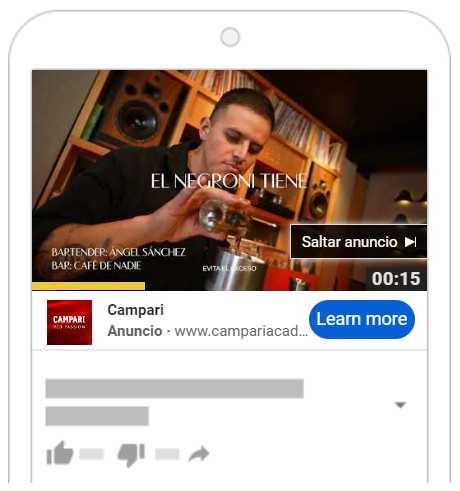 EL NEGRONI TIENE
Saltar anuncio
BARTENDER: ÁNGEL SÁNCHEZ
BAR: CAFÉ DE NADIE
EVITA EL EXCESO
00:15
CAMPARI
RED PASSION
Campari
Anuncio · www.campariacad...
Learn more